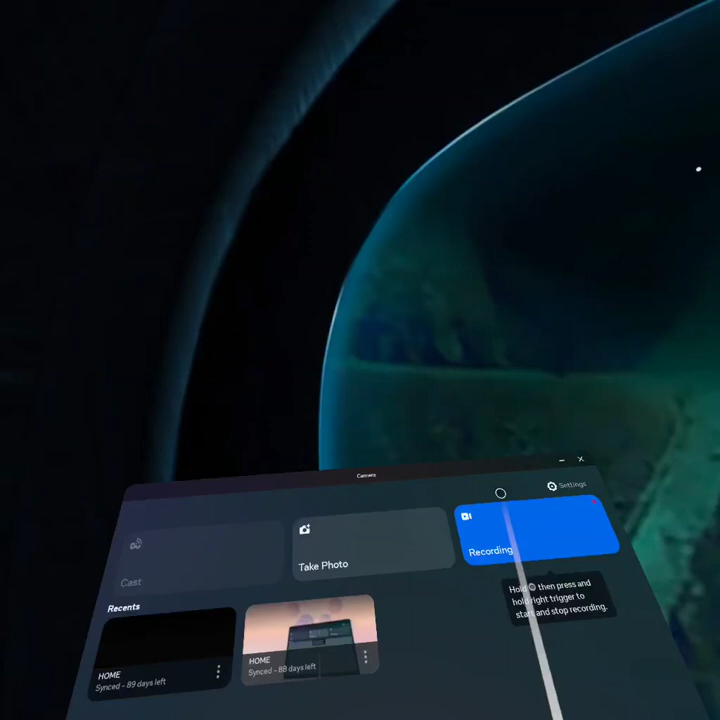 Camera
Settings
Cast
Take Photo
Recording
Hold then press and
hold right trigger to
start and stop recording.
Recents
HOME
Synced - 89 days left
HOME
Synced - 88 days left